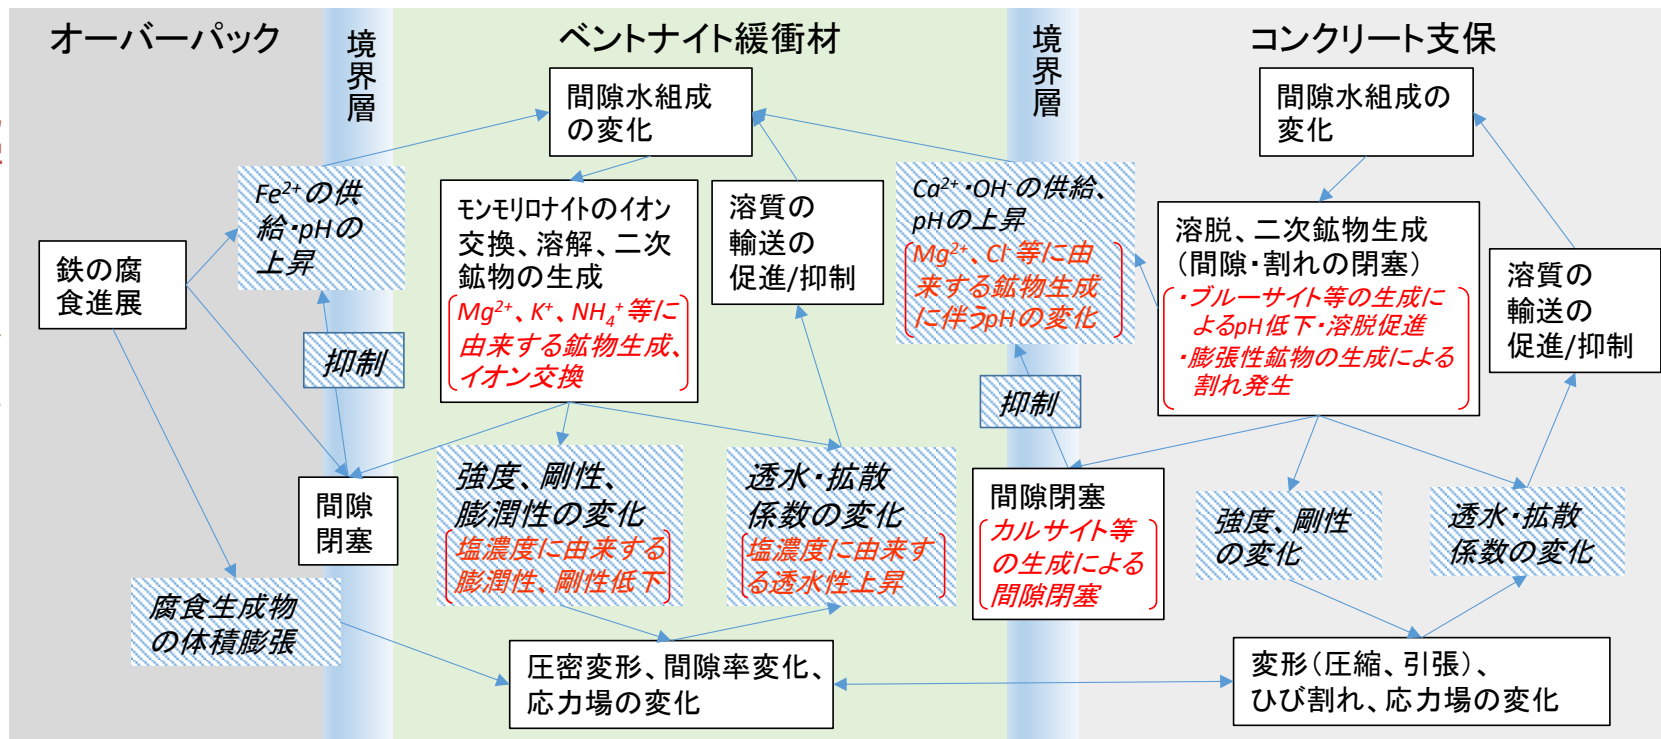 オーバーパック
境
界
層
ベントナイト緩衝材
境
界
層
コンクリート支保
鉄の腐
食進展
Fe²⁺の供
給・pHの
上昇
抑制
間隙
閉塞
腐食生成物
の体積膨張
間隙水組成
の変化
モンモリロナイトのイオン
交換、溶解、二次
鉱物の生成
Mg²⁺、K⁺、NH₄⁺等に
由来する鉱物生成、
イオン交換
溶質の
輸送の
促進/抑制
強度、剛性、
膨潤性の変化
塩濃度に由来する
膨潤性、剛性低下
透水・拡散
係数の変化
塩濃度に由来す
る透水性上昇
圧密変形、間隙率変化、
応力場の変化
Ca²⁺・OH⁻の供給、
pHの上昇
Mg²⁺、Cl⁻等に由
来する鉱物生成
に伴うpHの変化
抑制
間隙閉塞
カルサイト等
の生成による
間隙閉塞
間隙水組成の
変化
溶脱、二次鉱物生成
（間隙・割れの閉塞）
・ブルーサイト等の生成に
よるpH低下・溶脱促進
・膨張性鉱物の生成による
割れ発生
溶質の
輸送の
促進/抑制
強度、剛性
の変化
透水・拡散
係数の変化
変形（圧縮、引張）、
ひび割れ、応力場の変化